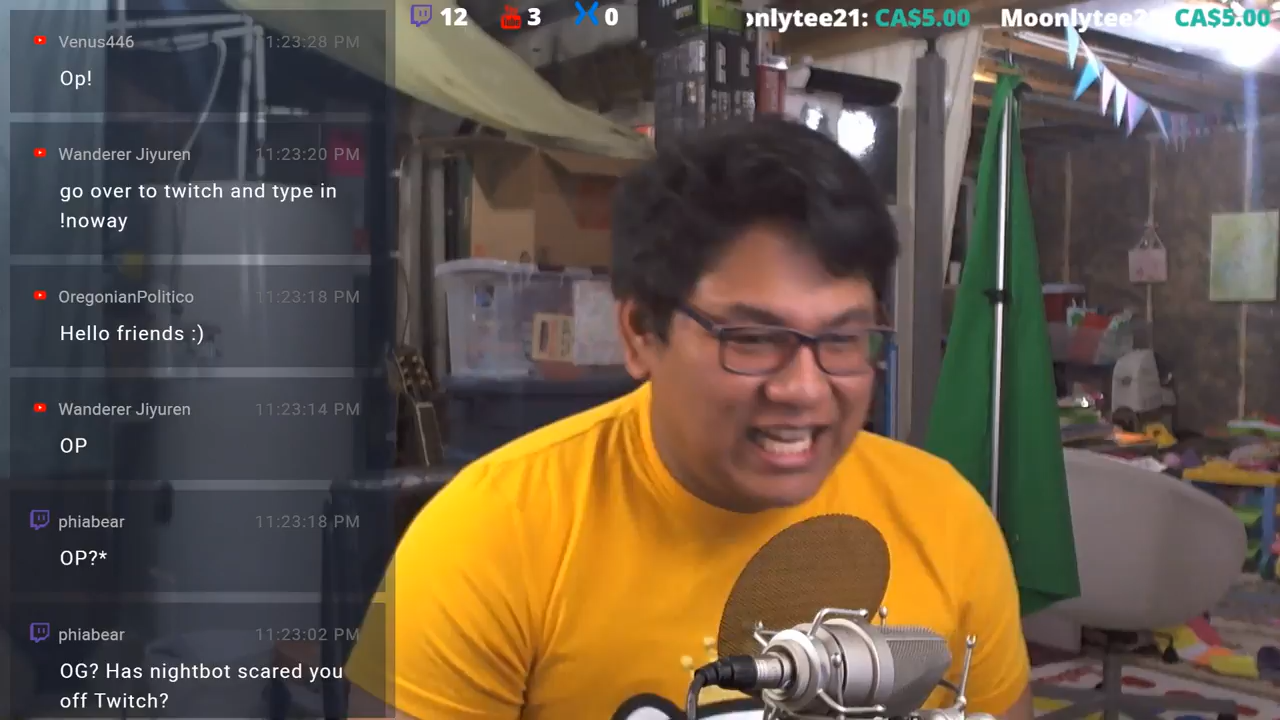 12
3
0
onlytee21: CA$5.00
Moonlytee2 CA$5.00
Venus446 11:23:28 PM
Op!
Wanderer Jiyuren 11:23:20 PM
go over to twitch and type in
!noway
OregonianPolitico 11:23:18 PM
Hello friends :)
Wanderer Jiyuren 11:23:14 PM
OP
phiabear 11:23:18 PM
OP?*
phiabear 11:23:02 PM
OG? Has nightbot scared you
off Twitch?